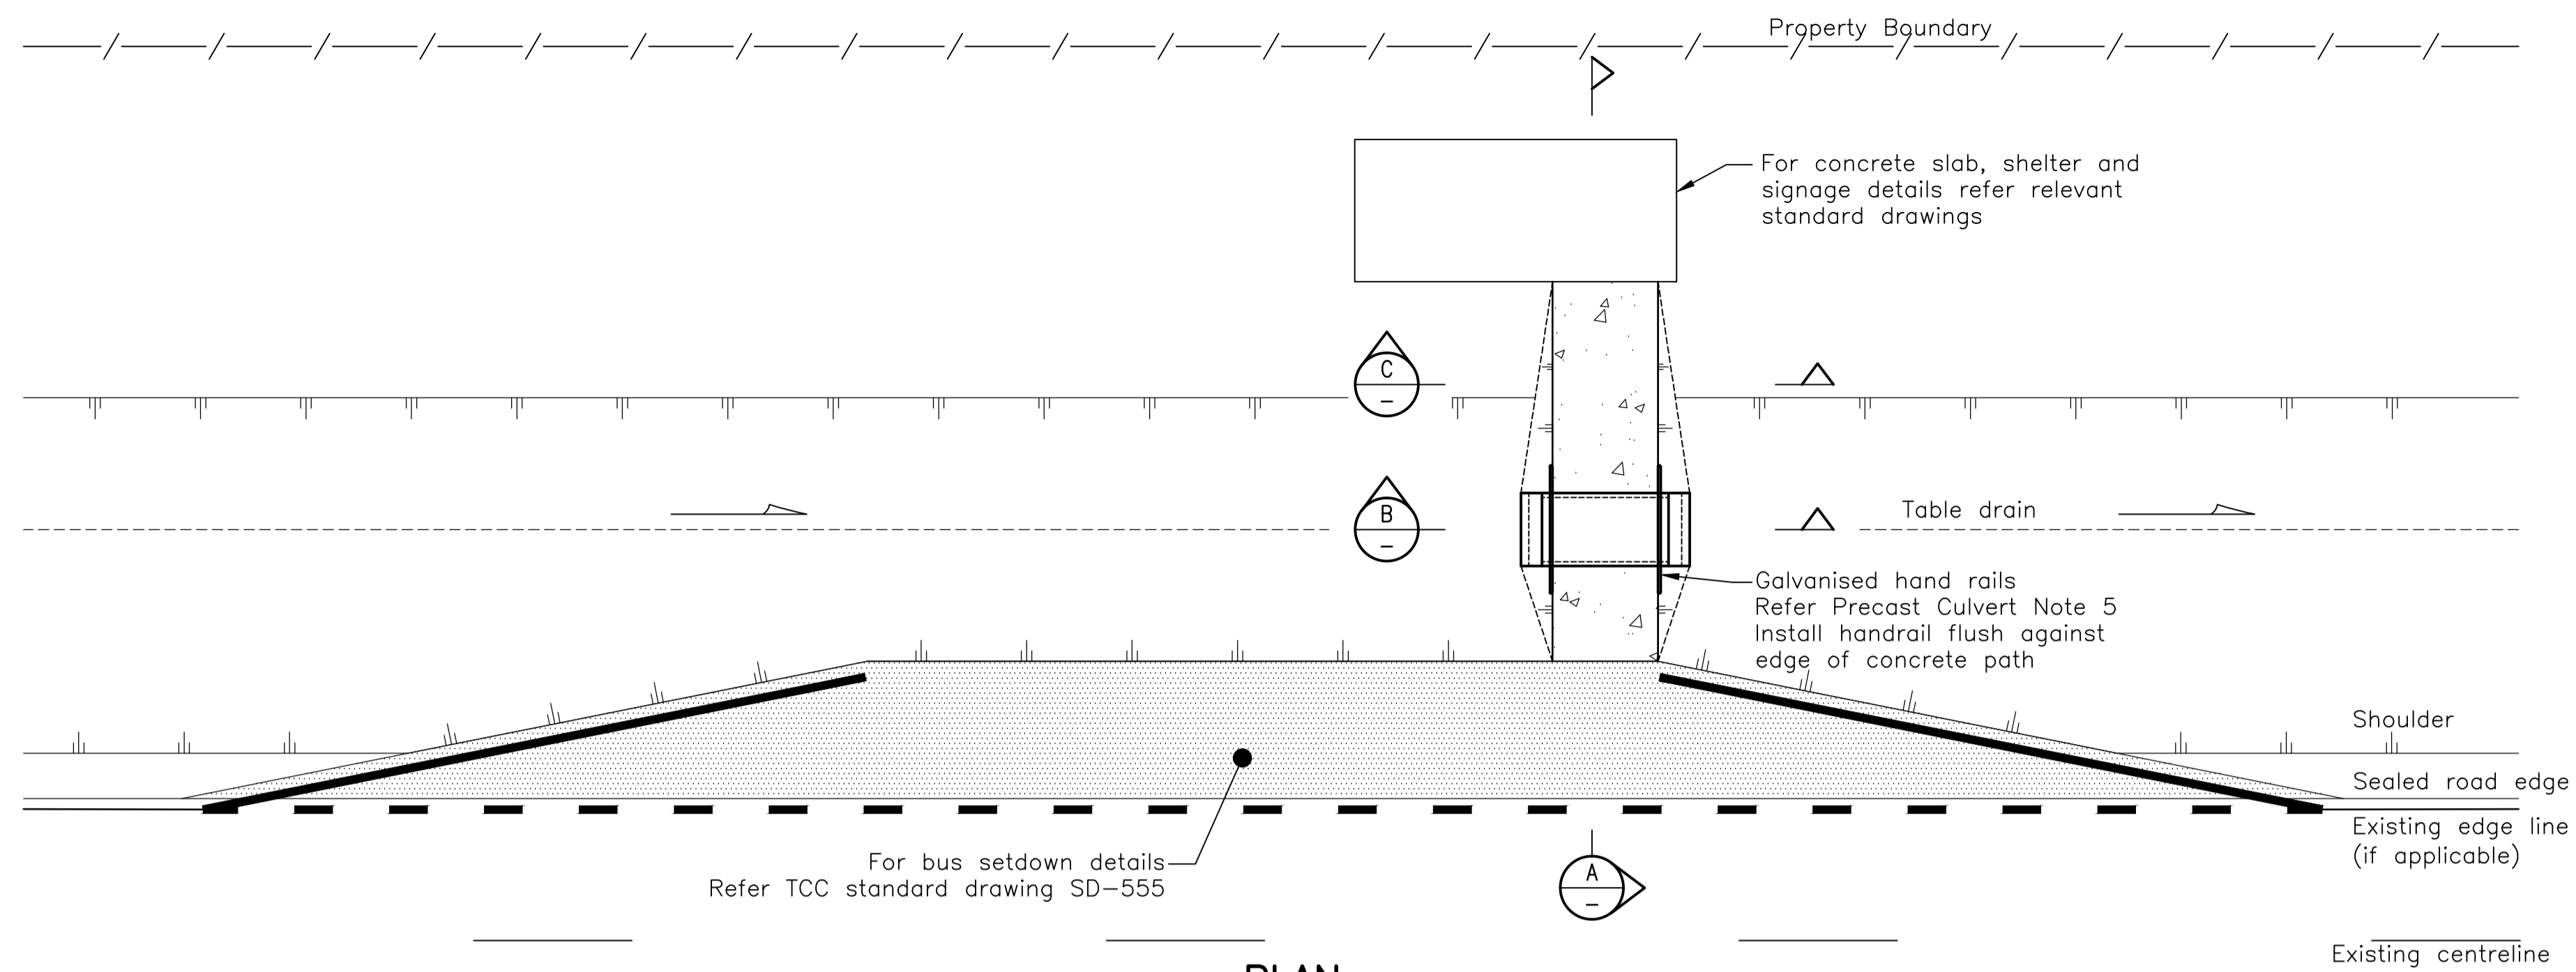 Property Boundary
For concrete slab, shelter and
signage details refer relevant
standard drawings
C
–
B
–
Table drain
Galvanised hand rails
Refer Precast Culvert Note 5
Install handrail flush against
edge of concrete path
Shoulder
Sealed road edge
Existing edge line
(if applicable)
For bus setdown details
Refer TCC standard drawing SD–555
A
–
Existing centreline
PLAN